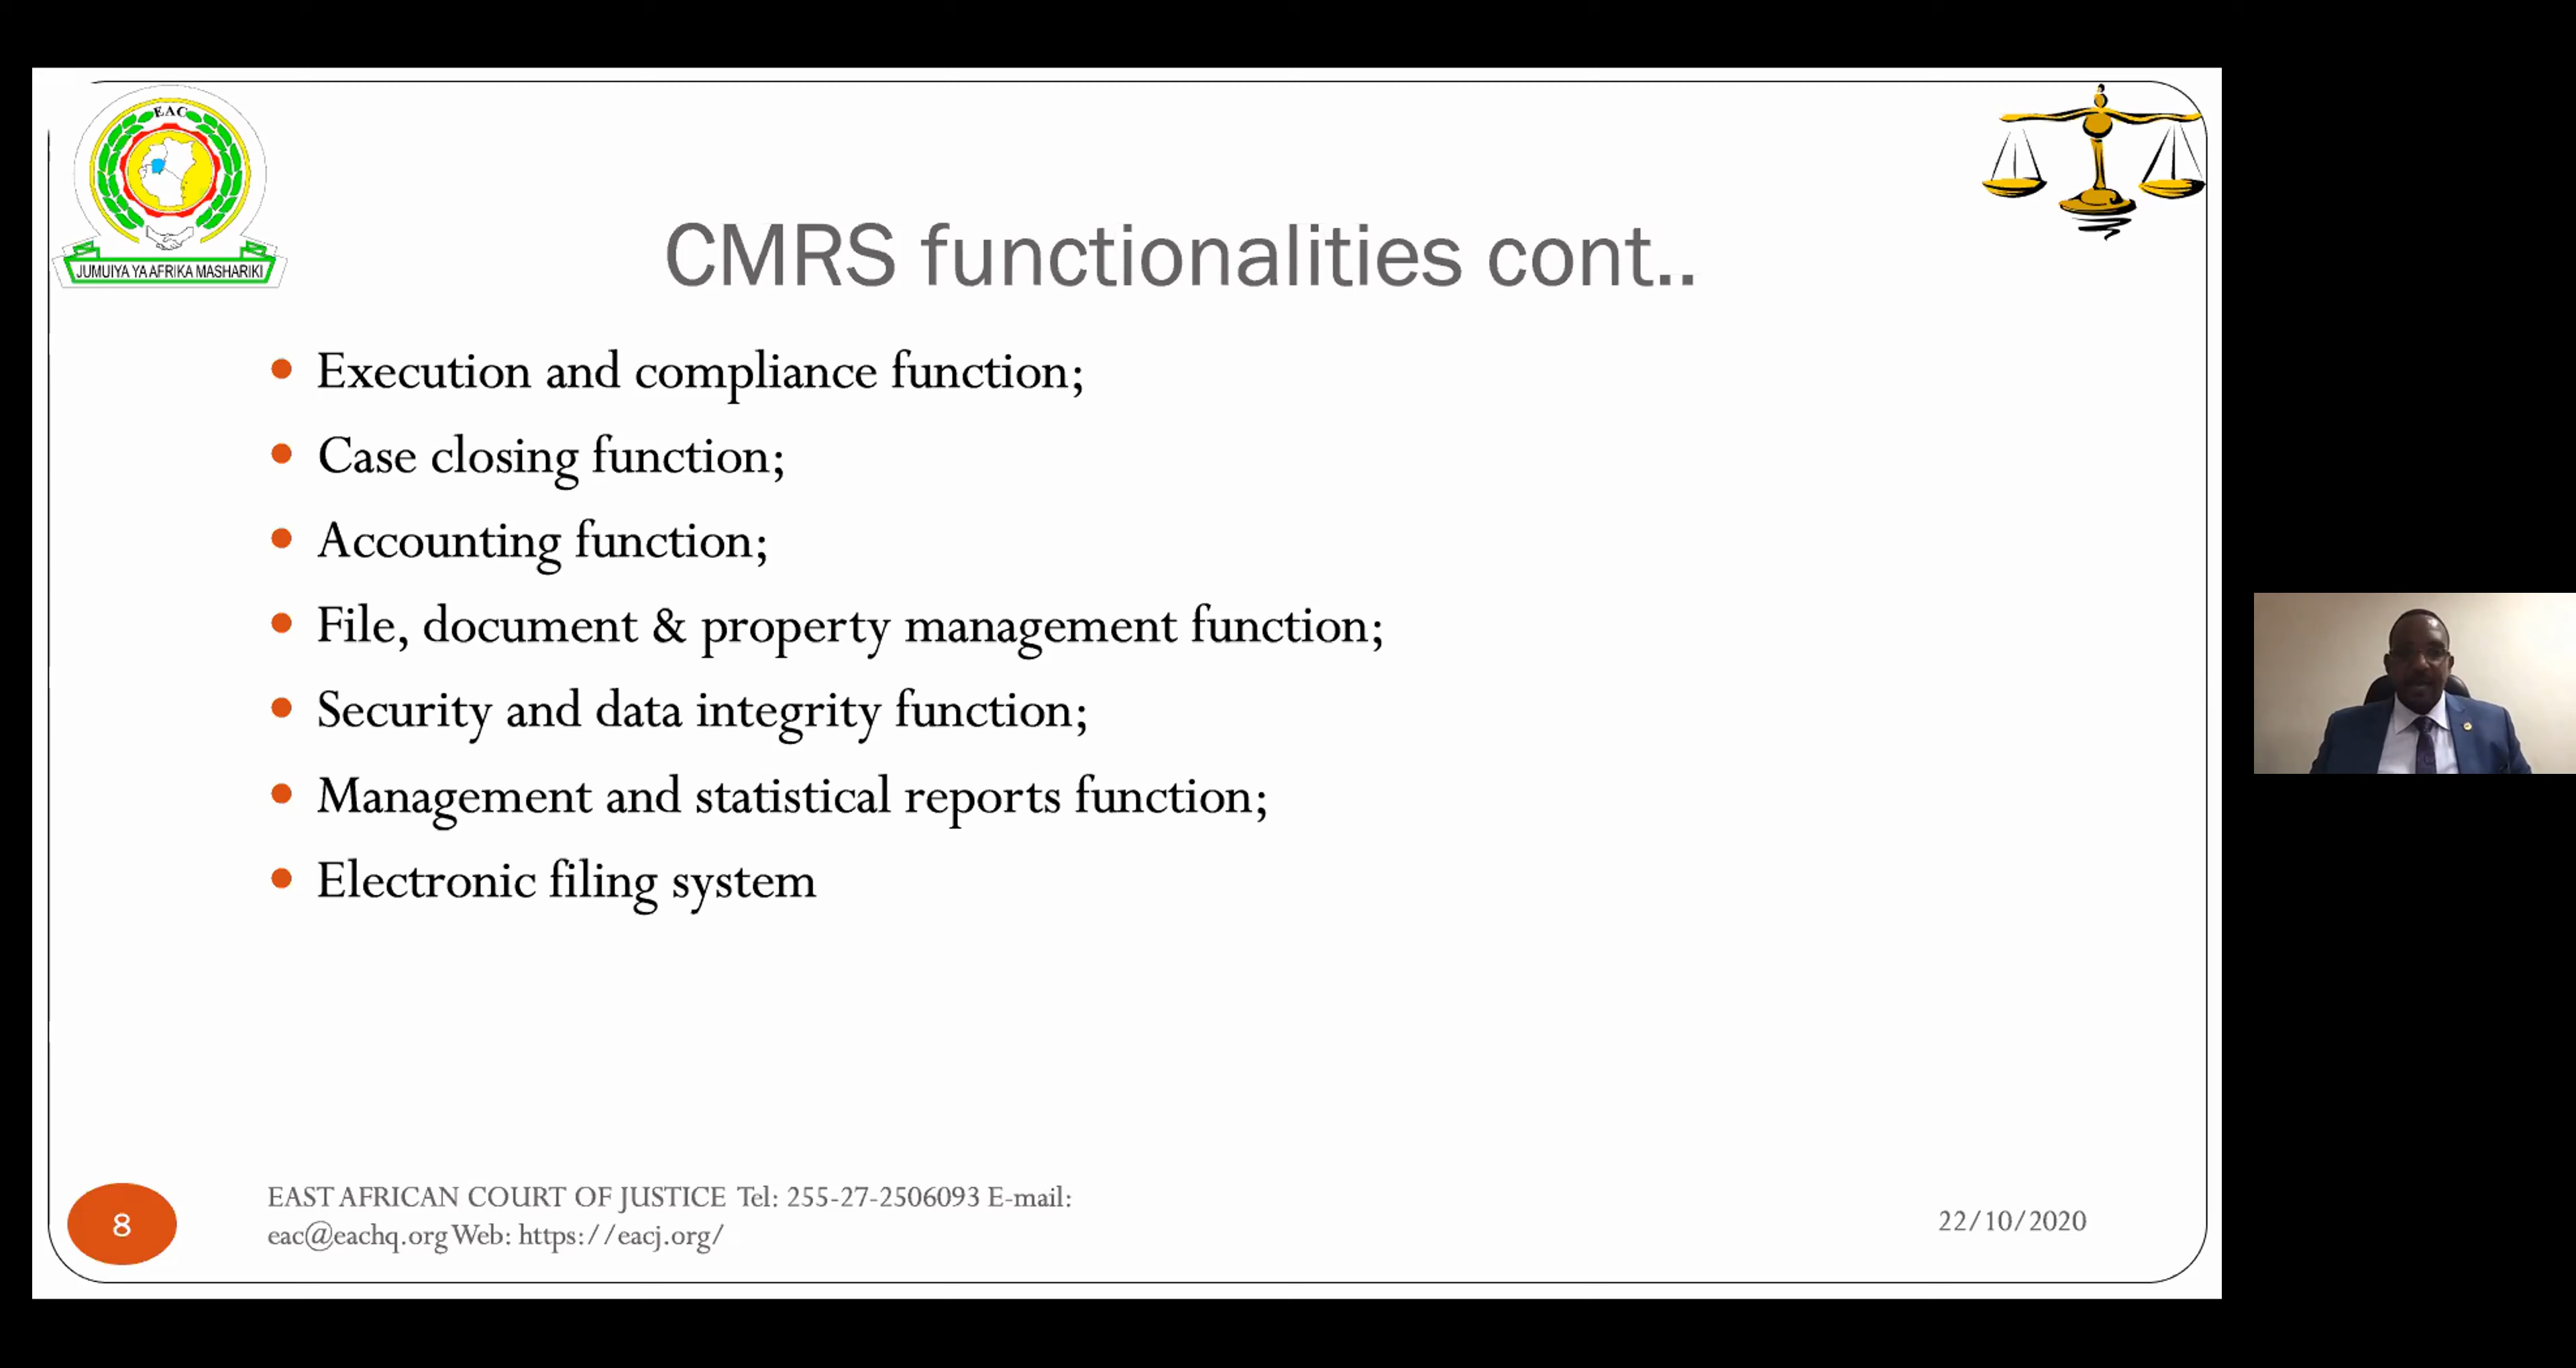 EAC
JUMUIYA YA AFRIKA MASHARIKI
CMRS functionalities cont..
Execution and compliance function;
Case closing function;
Accounting function;
File, document & property management function;
Security and data integrity function;
Management and statistical reports function;
Electronic filing system
8
EAST AFRICAN COURT OF JUSTICE Tel: 255-27-2506093 E-mail:
eac@eachq.org Web: https://eacj.org/
22/10/2020